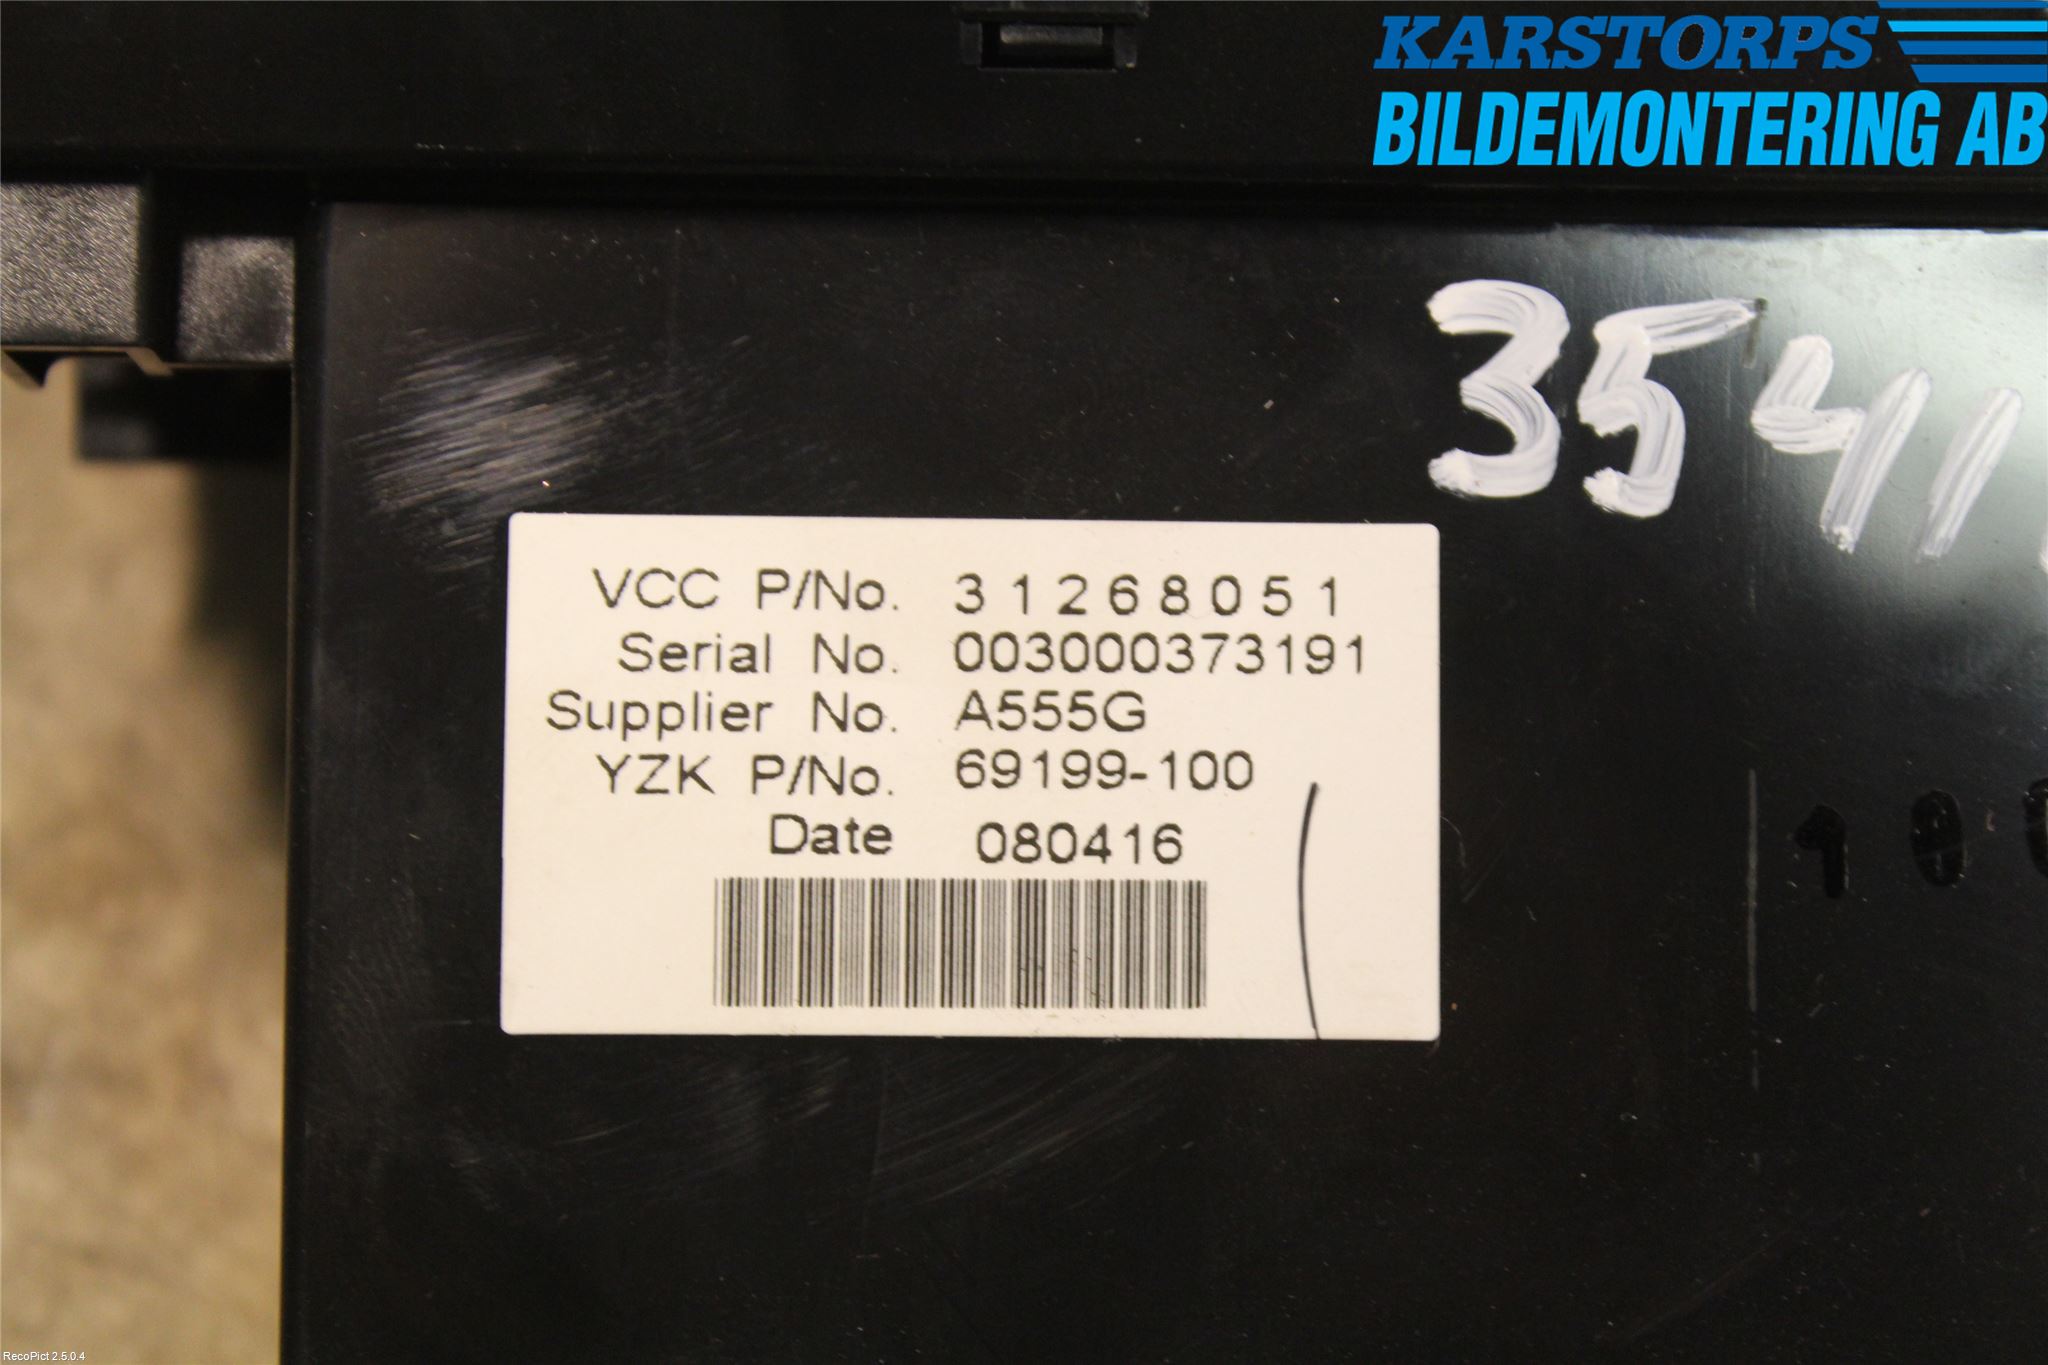 KARSTORPS
BILDEMONTERING AB
3541
VCC P/No. 31268051
Serial No. 003000373191
Supplier No. A555G
YZK P/No. 69199-100
Date 080416
RecoPict 2.5.0.4